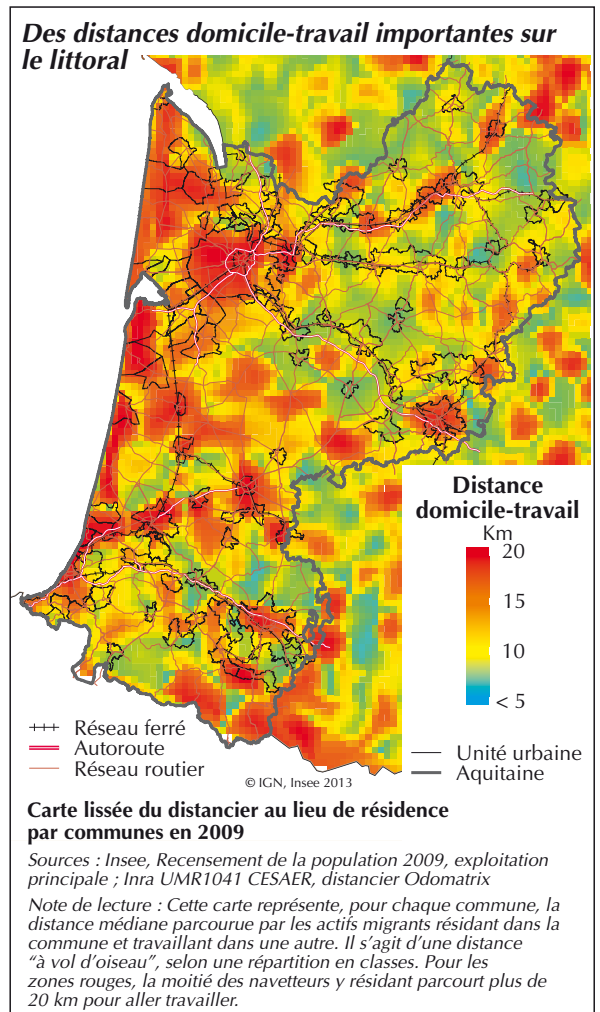 Des distances domicile-travail importantes sur
le littoral
Distance
domicile-travail
Km
20
15
10
< 5
Réseau ferré
Autoroute
Réseau routier
© IGN, Insee 2013
Unité urbaine
Aquitaine
Carte lissée du distancier au lieu de résidence
par communes en 2009
Sources : Insee, Recensement de la population 2009, exploitation
principale ; Inra UMR1041 CESAER, distancier Odomatrix
Note de lecture : Cette carte représente, pour chaque commune, la
distance médiane parcourue par les actifs migrants résidant dans la
commune et travaillant dans une autre. Il s’agit d’une distance
“à vol d’oiseau”, selon une répartition en classes. Pour les
zones rouges, la moitié des navetteurs y résidant parcourt plus de
20 km pour aller travailler.